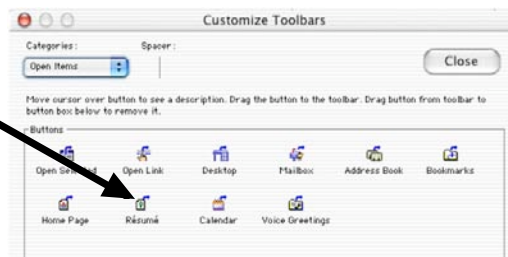 Customize Toolbars
Categories: Spacer:
Open Items
Close
Move cursor over button to see a description. Drag the button to the toolbar. Drag button from toolbar to
button box below to remove it.
Buttons
Open Selected Open Link Desktop Mailbox Address Book Bookmarks
Home Page Résumé Calendar Voice Greetings